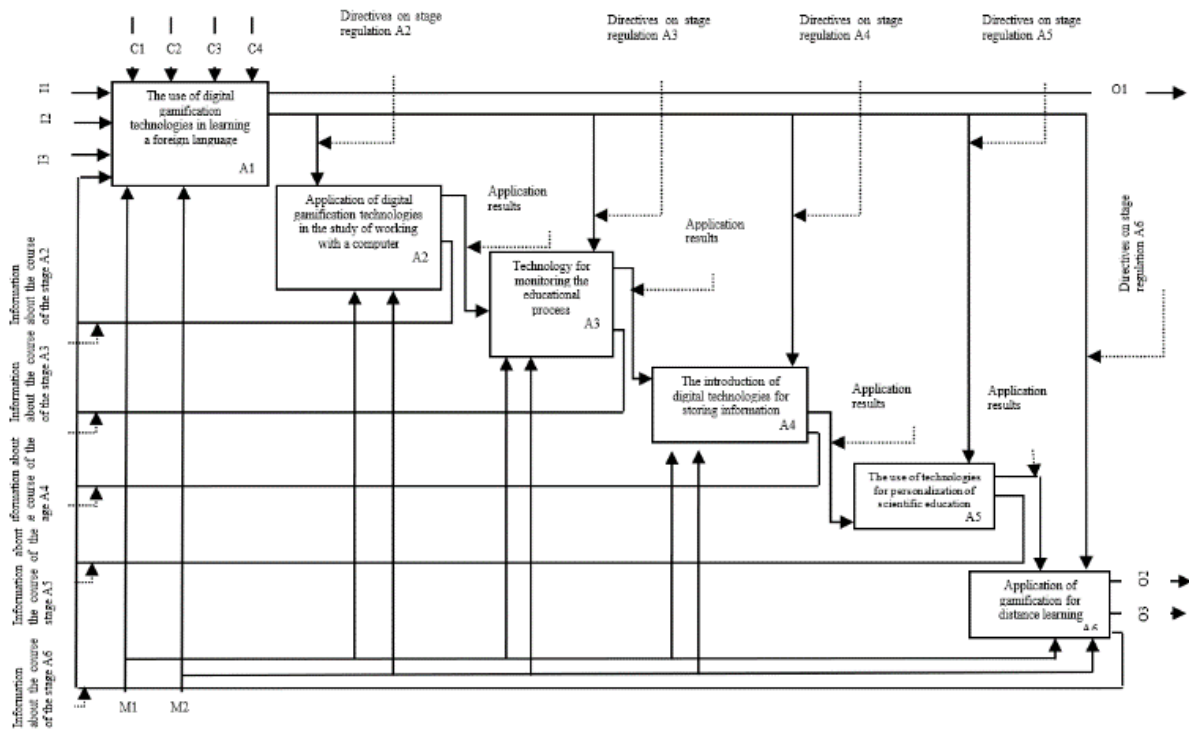 Directives on stage
regulation A2
Directives on stage
regulation A3
Directives on stage
regulation A4
Directives on stage
regulation A5
C1
C2
C3
C4
I1
I2
I3
The use of digital
gamification
technologies in learning
a foreign language
A1
O1
Application of digital
gamification technologies
in the study of working
with a computer
A2
Application
results
Technology for
monitoring the
educational
process
A3
Application
results
Directives on stage
regulation A6
Information
about the course
of the stage A2
Information
about the course
of the stage A3
The introduction of
digital technologies for
storing information
A4
Application
results
Application
results
formation about
e course of the
age A4
The use of technologies
for personalization of
scientific education
A5
Information about
the course of the
stage A5
Application of
gamification for
distance learning
A6
O2
O3
Information
about the course
of the stage A6
M1
M2